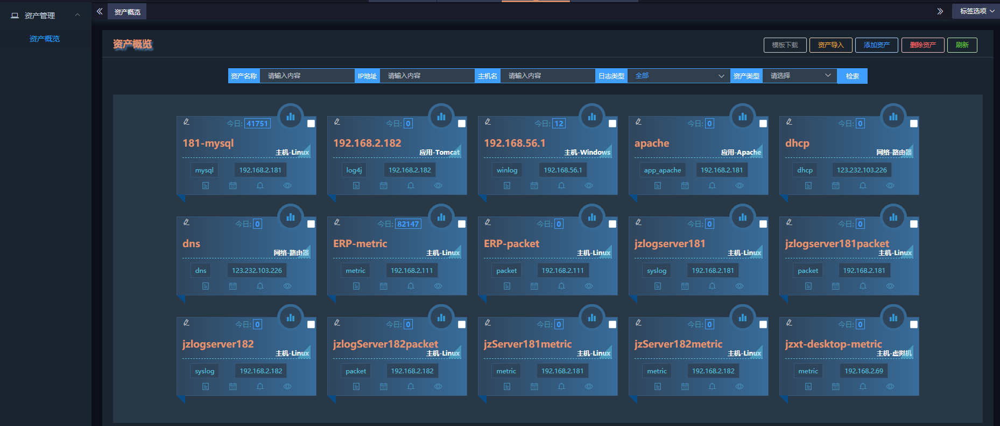 资产管理
资产概览
资产概览
标签选项
资产概览
模板下载 资产导入 添加资产 删除资产 刷新
资产名称 请输入内容 IP地址 请输入内容 主机名 请输入内容 日志类型 全部 资产类型 请选择 检索
今日: 41751
181-mysql
主机-Linux
mysql 192.168.2.181
今日: 0
192.168.2.182
应用-Tomcat
log4j 192.168.2.182
今日: 12
192.168.56.1
主机-Windows
winlog 192.168.56.1
今日: 0
apache
应用-Apache
app_apache 192.168.2.181
今日: 0
dhcp
网络-路由器
dhcp 123.232.103.226
今日: 0
dns
网络-路由器
dns 123.232.103.226
今日: 82147
ERP-metric
主机-Linux
metric 192.168.2.111
今日: 0
ERP-packet
主机-Linux
packet 192.168.2.111
今日: 0
jzlogserver181
主机-Linux
syslog 192.168.2.181
今日: 0
jzlogserver181packet
主机-Linux
packet 192.168.2.181
今日: 0
jzlogserver182
主机-Linux
syslog 192.168.2.182
今日: 0
jzlogServer182packet
主机-Linux
packet 192.168.2.182
今日: 0
jzServer181metric
主机-Linux
metric 192.168.2.181
今日: 0
jzServer182metric
主机-Linux
metric 192.168.2.182
今日: 0
jzxt-desktop-metric
主机-虚拟机
metric 192.168.2.69